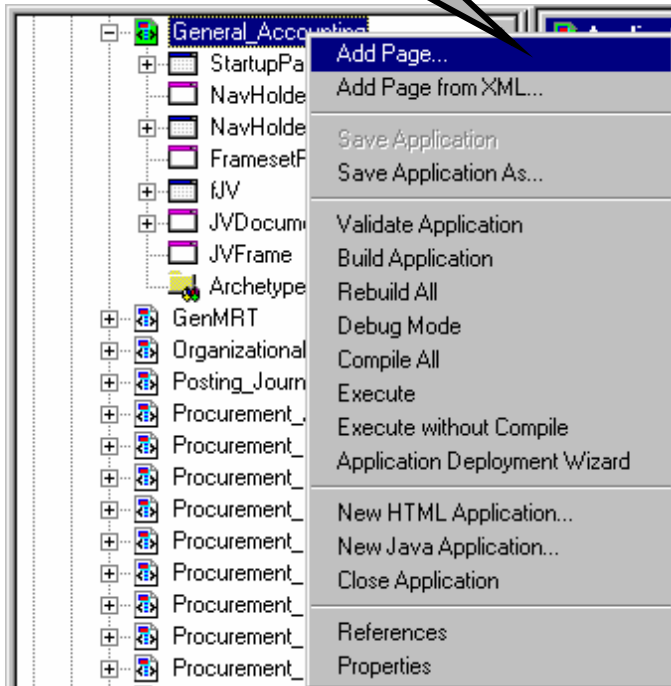 General_Accounting
StartupPa
NavHolde
NavHolde
FramesetF
fJV
JVDocum
JVFrame
Archetype
GenMRT
Organizational
Posting_Journ
Procurement_
Procurement_
Procurement_
Procurement_
Procurement_
Procurement_
Procurement_
Procurement_
Procurement_
Add Page...
Add Page from XML...
Save Application
Save Application As...
Validate Application
Build Application
Rebuild All
Debug Mode
Compile All
Execute
Execute without Compile
Application Deployment Wizard
New HTML Application...
New Java Application...
Close Application
References
Properties